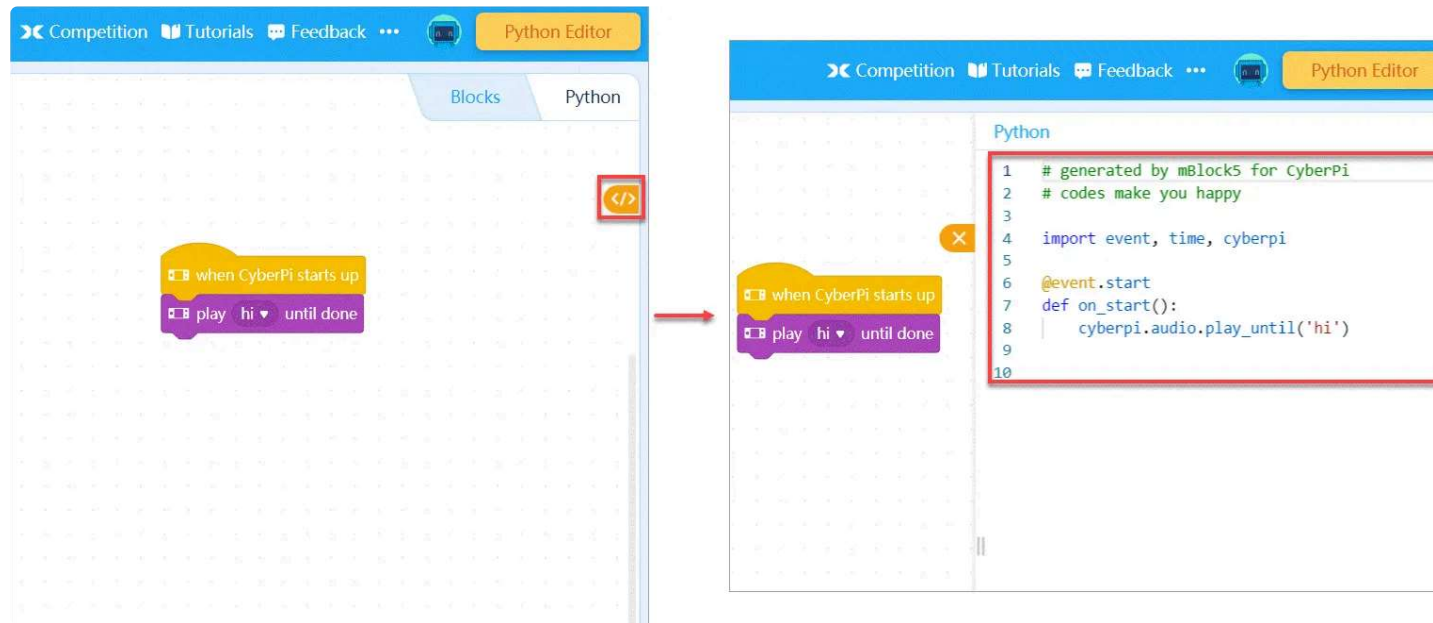 Competition Tutorials Feedback ••• Python Editor
Blocks Python
</>
when CyberPi starts up
play hi ▾ until done
Competition Tutorials Feedback ••• Python Editor
Python
1 # generated by mBlock5 for CyberPi
2 # codes make you happy
3
4 import event, time, cyberpi
5
6 @event.start
7 def on_start():
8     cyberpi.audio.play_until('hi')
9
10
when CyberPi starts up
play hi ▾ until done